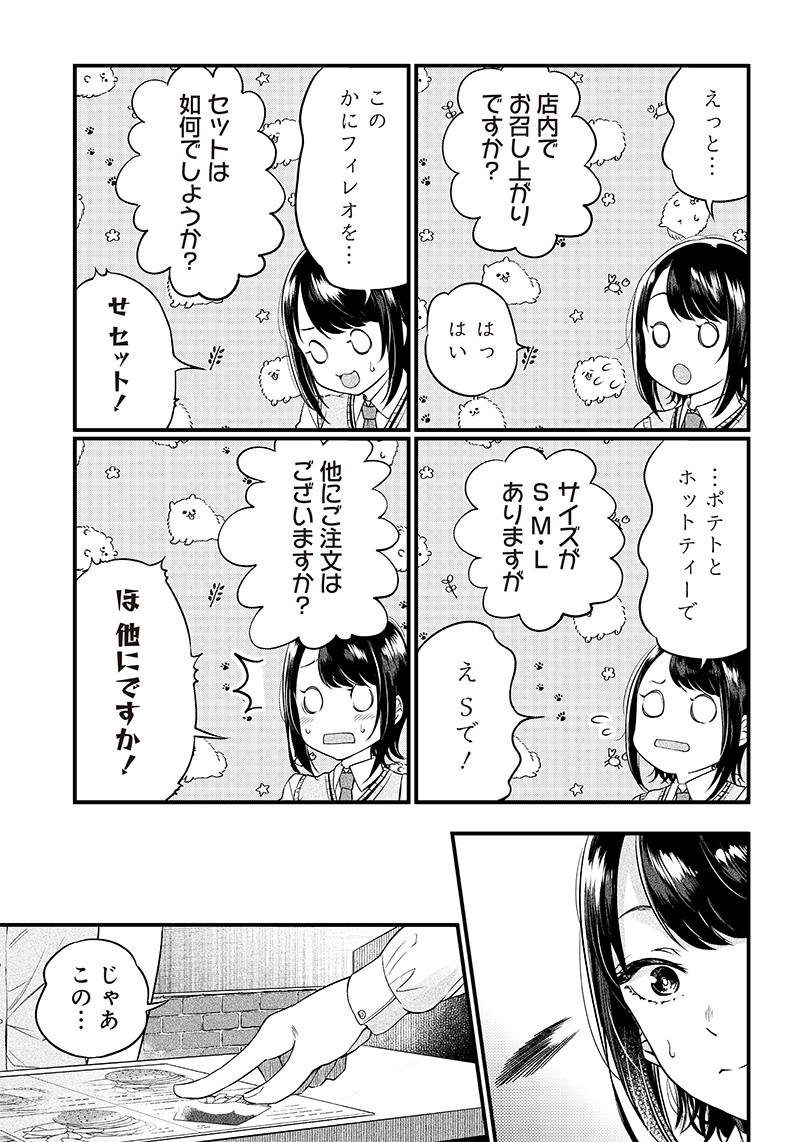 えっと…
店内で
お召し上がり
ですか?
はっ
はい
この
かにフィレオを…
セットは
如何でしょうか?
せ セット!
…ポテトと
ホットティーで
サイズが
S・M・L
ありますが
え Sで!
他にご注文は
ございますか?
ほ 他にですか!
じゃあ
この…